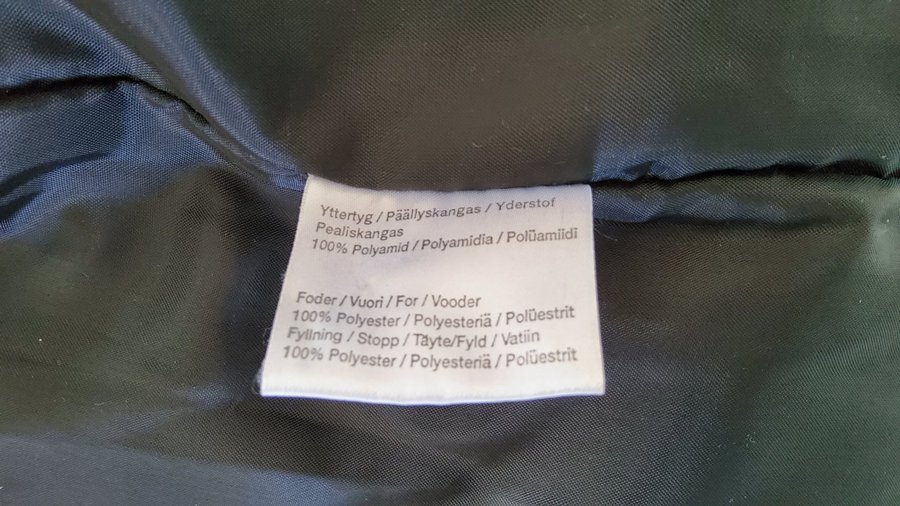 Yttertyg / Päällyskangas / Yderstof
Pealiskangas
100% Polyamid / Polyamidia / Polüamiidi
Foder / Vuori / For / Vooder
100% Polyester / Polyesteriä / Polüestrit
Fyllning / Stopp / Täyte/Fyld / Vatiin
100% Polyester / Polyesteriä / Polüestrit